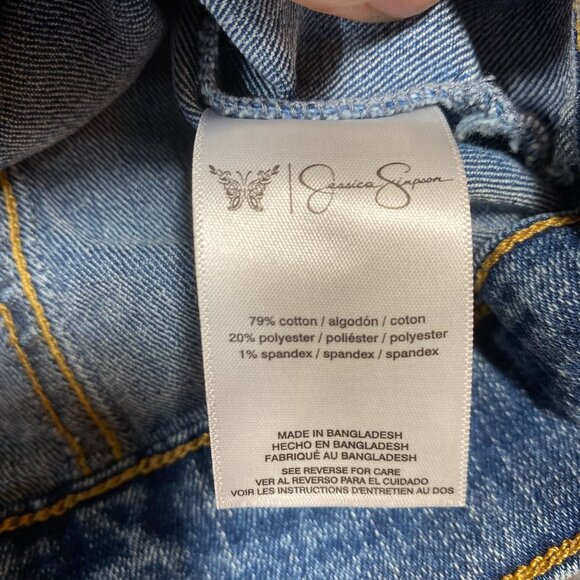 Jessica Simpson
79% cotton / algodón / coton
20% polyester / poliéster / polyester
1% spandex / spandex / spandex
MADE IN BANGLADESH
HECHO EN BANGLADESH
FABRIQUÉ AU BANGLADESH
SEE REVERSE FOR CARE
VER AL REVERSO PARA EL CUIDADO
VOIR LES INSTRUCTIONS D'ENTRETIEN AU DOS